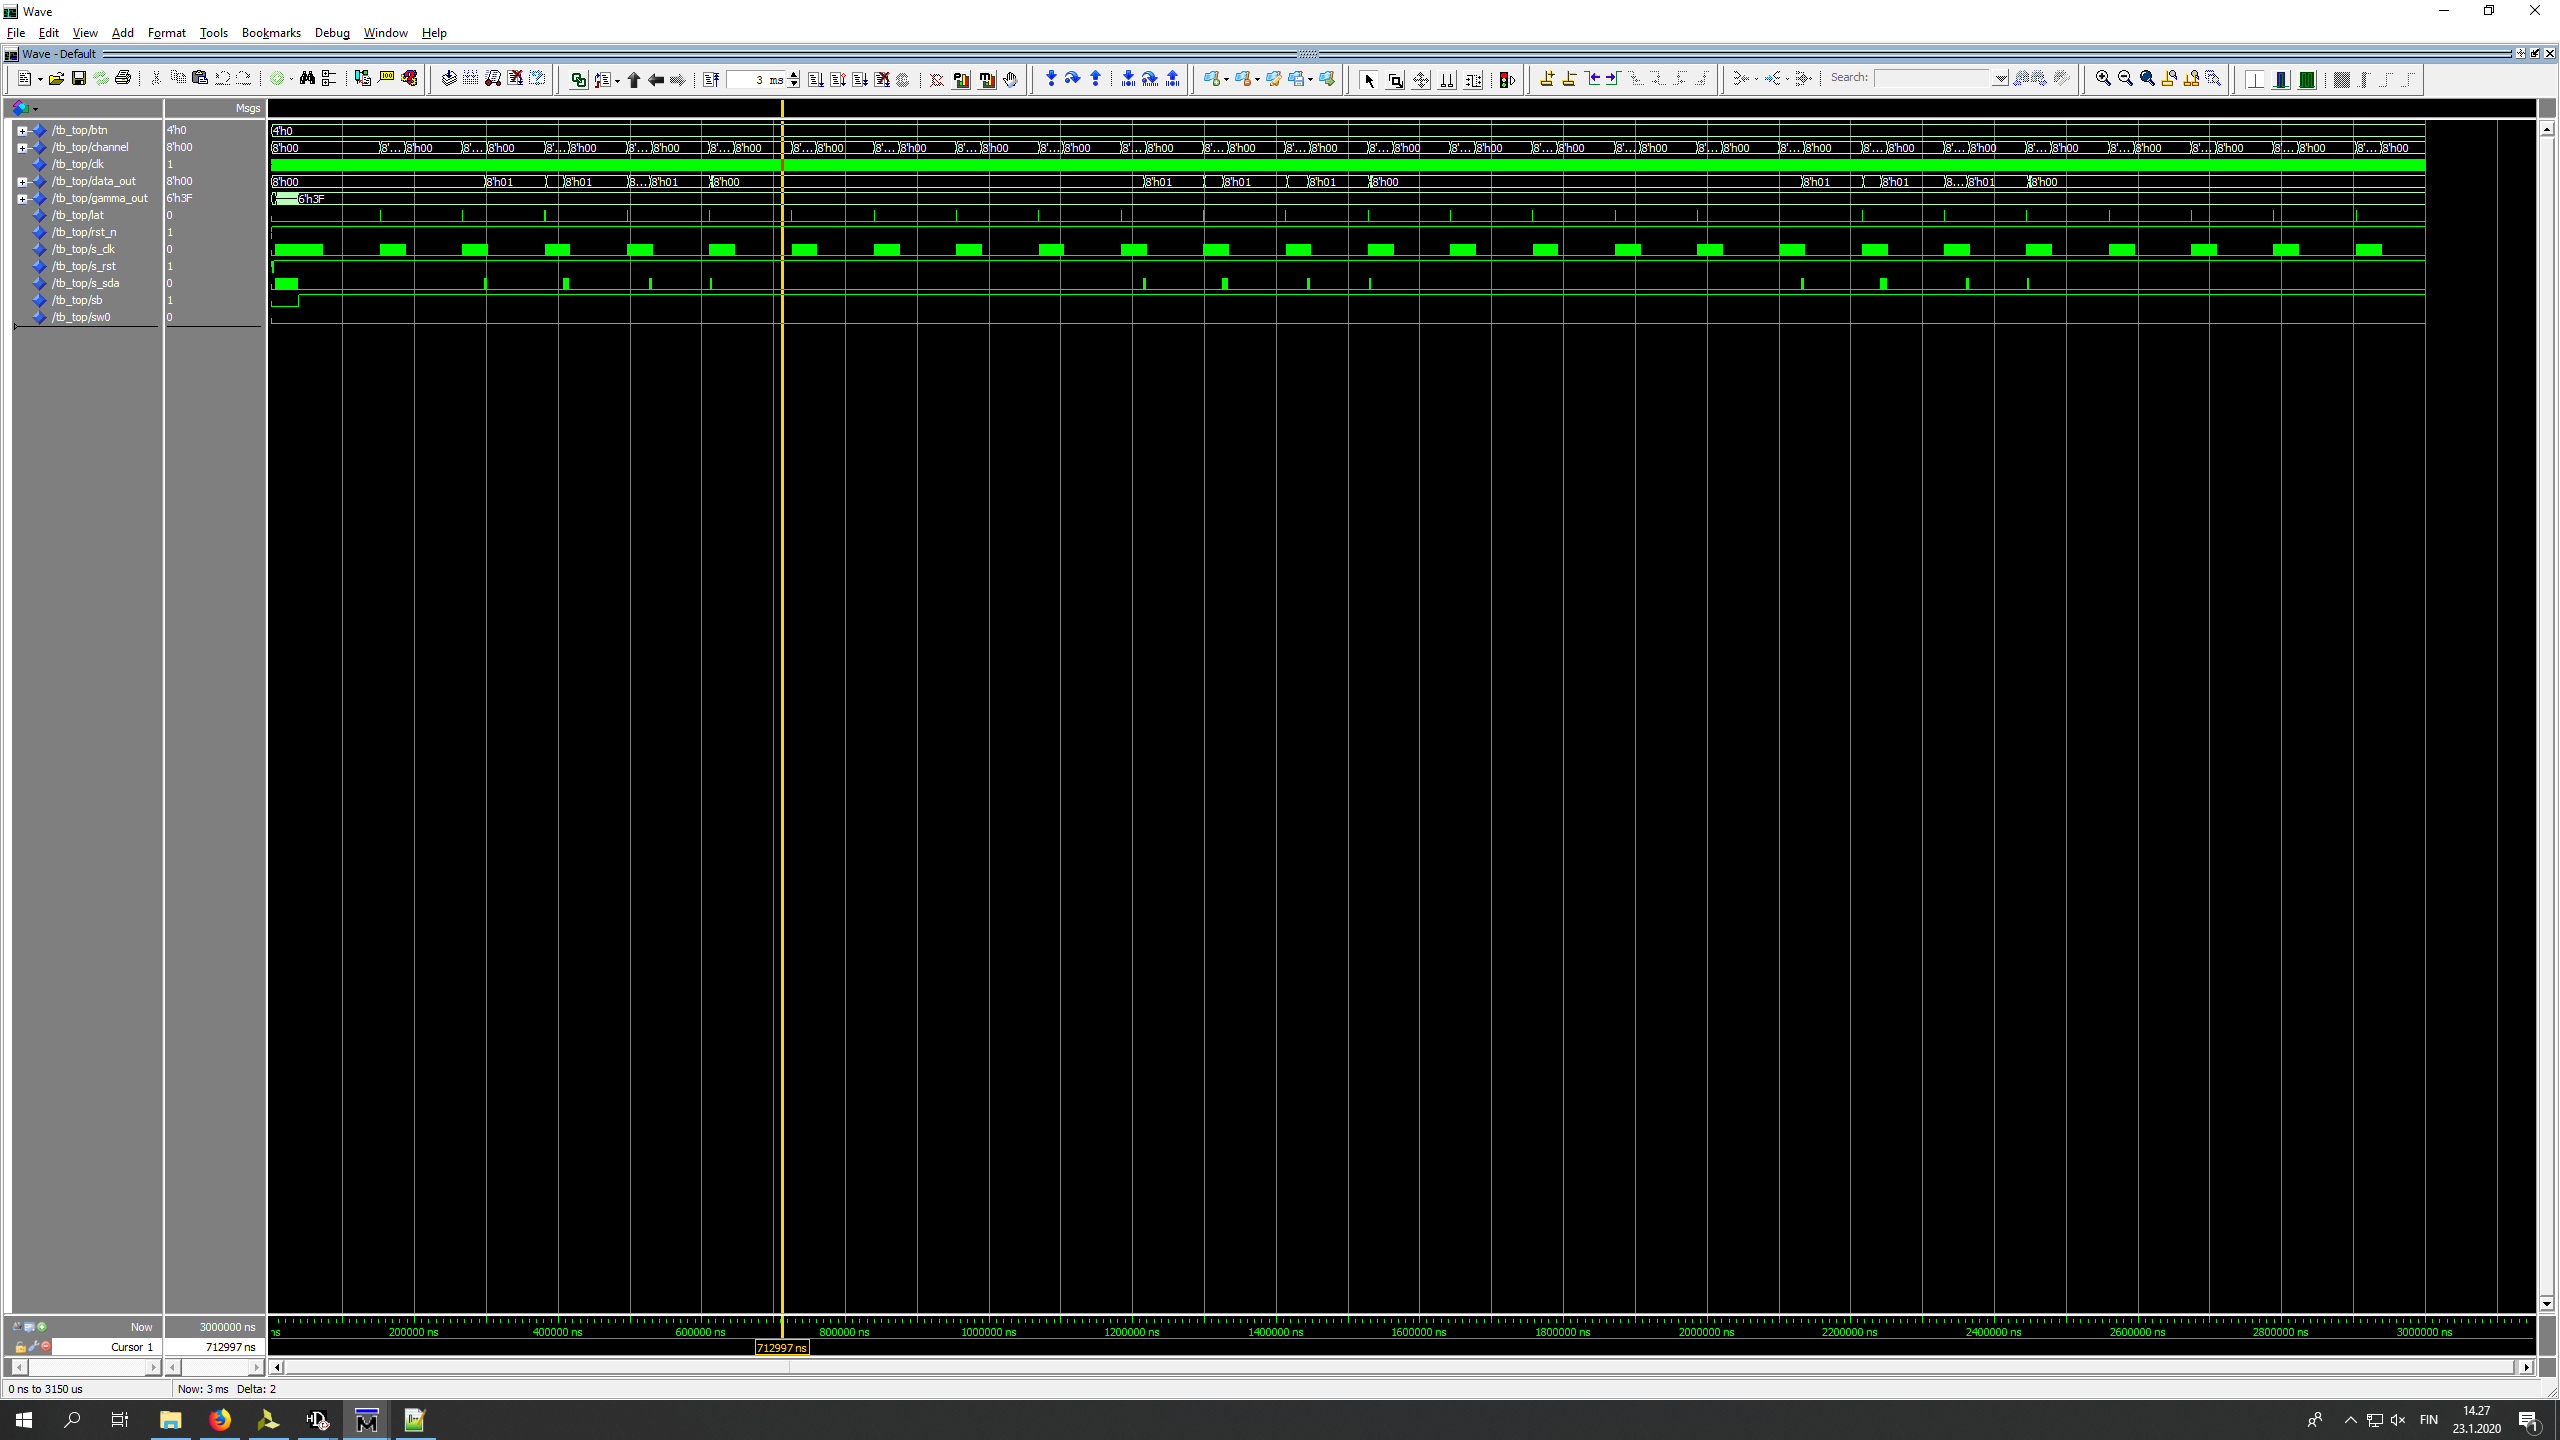 Wave
File Edit View Add Format Tools Bookmarks Debug Window Help
Wave - Default
3 ms
Search:
Msgs
/tb_top/btn 4'h0 4'h0
/tb_top/channel 8'h00 8'h00 8'... 8'h00 8'... 8'h00 8'... 8'h00 8'... 8'h00 8'... 8'h00 8'... 8'h00 8'... 8'h00 8'... 8'h00 8'... 8'h00 8'... 8'h00 8'... 8'h00 8'... 8'h00 8'... 8'h00 8'... 8'h00 8'... 8'h00 8'... 8'h00 8'... 8'h00 8'... 8'h00 8'... 8'h00 8'... 8'h00 8'... 8'h00 8'... 8'h00 8'... 8'h00 8'... 8'h00 8'... 8'h00
/tb_top/clk 1
/tb_top/data_out 8'h00 8'h00 8'h01 8'h01 8... 8'h01 8'h00 8'h01 8'h01 8'h01 8'h00 8'h01 8'h01 8... 8'h01 8'h00
/tb_top/gamma_out 6'h3F 6'h3F
/tb_top/lat 0
/tb_top/rst_n 1
/tb_top/s_clk 0
/tb_top/s_rst 1
/tb_top/s_sda 0
/tb_top/sb 1
/tb_top/sw0 0
Now 3000000 ns ns 200000 ns 400000 ns 600000 ns 800000 ns 1000000 ns 1200000 ns 1400000 ns 1600000 ns 1800000 ns 2000000 ns 2200000 ns 2400000 ns 2600000 ns 2800000 ns 3000000 ns
Cursor 1 712997 ns 712997 ns
0 ns to 3150 us Now: 3 ms Delta: 2
FIN
14.27
23.1.2020
1